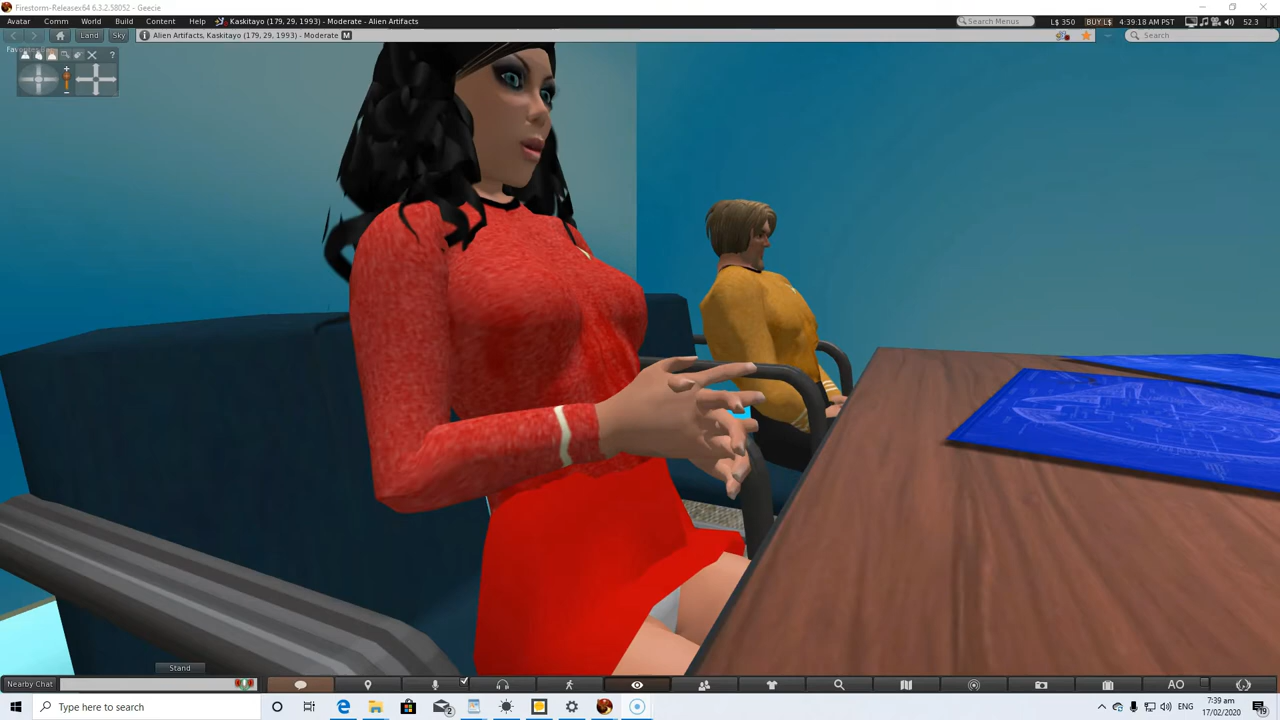 Firestorm-Releasex64 6.3.2.58052 - Geecie
Avatar Comm World Build Content Help Kaskitayo (179, 29, 1993) - Moderate - Alien Artifacts Search Menus L$ 350 BUY L$ 4:39:18 AM PST 52.3
Land Sky Alien Artifacts, Kaskitayo (179, 29, 1993) - Moderate M Search
Stand
Nearby Chat AO
Type here to search 2 ENG 7:39 am
17/02/2020 19